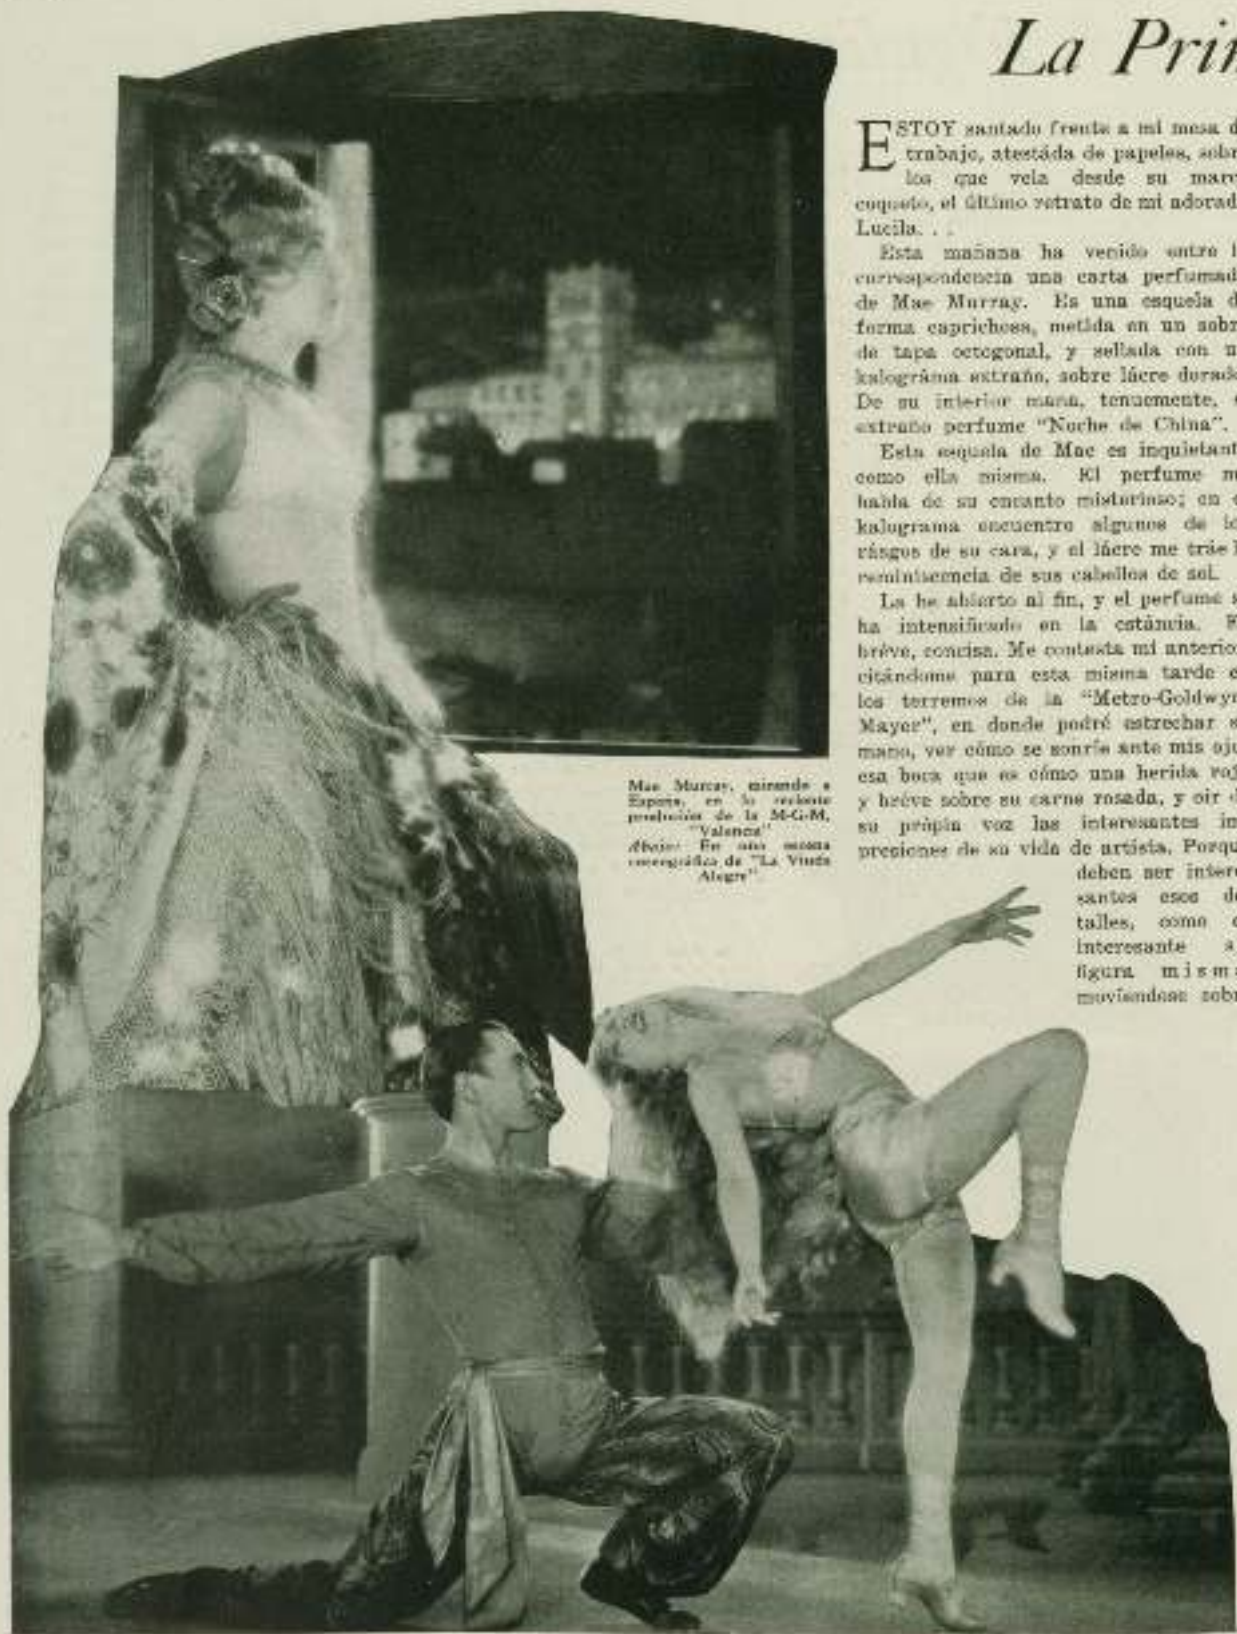 La Prin
ESTOY santado frente a mi mesa d
trabajo, atestáda de papeles, sobr
los que vela desde su marc
coqueto, el último retrato de mi adorad
Lucila. . .
Esta mañana ha venido entre l
correspondencia una carta perfumad
de Mae Murray. Es una esquela d
forma caprichosa, metida en un sobr
de tapa octogonal, y sellada con u
kalográma extraño, sobre lácre dorado
De su interior mana, tenuemente, e
extraño perfume "Noche de China".
Esta esquela de Mae es inquietant
como ella misma. El perfume m
habla de su encanto misterioso; en e
kalograma encuentro algunos de lo
rásgos de su cara, y el lácre me tráe l
reminiscencia de sus cabellos de sol.
La he abierto al fin, y el perfume s
ha intensificado en la estáncia. E
bréve, concisa. Me contesta mi anterior
citándome para esta misma tarde e
los terremos de la "Metro-Goldwyn
Mayer", en donde podré estrechar s
mano, ver cómo se sonríe ante mis ojo
esa boca que es cómo una herida roj
y bréve sobre su carne rosada, y oir d
su própia voz las interesantes im
presiones de su vida de artista. Porqu
deben ser intere
santes esos de
talles, como e
interesante s
figura misma
moviendose sobr
Mae Murray, mirando a
España, en la reciente
produción de la M-G-M,
"Valencia"
Abajo: En una escena
coreográfica de "La Viuda
Alegre".